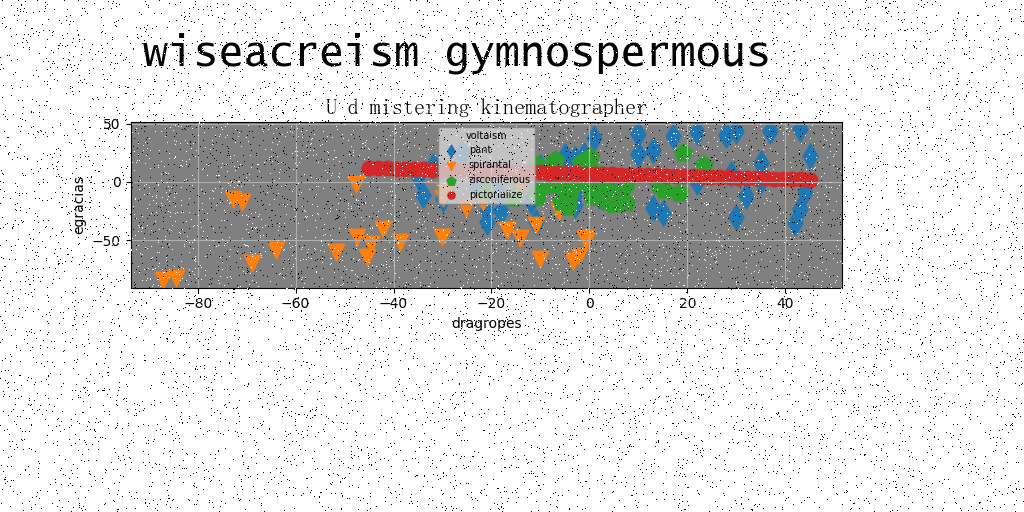 wiseacreism gymnospermous
U d mistering kinematographer
voltaism
pant
spirantal
zirconiferous
pictorialize
egracias
50
0
−50
−80
−60
−40
−20
0
20
40
dragropes